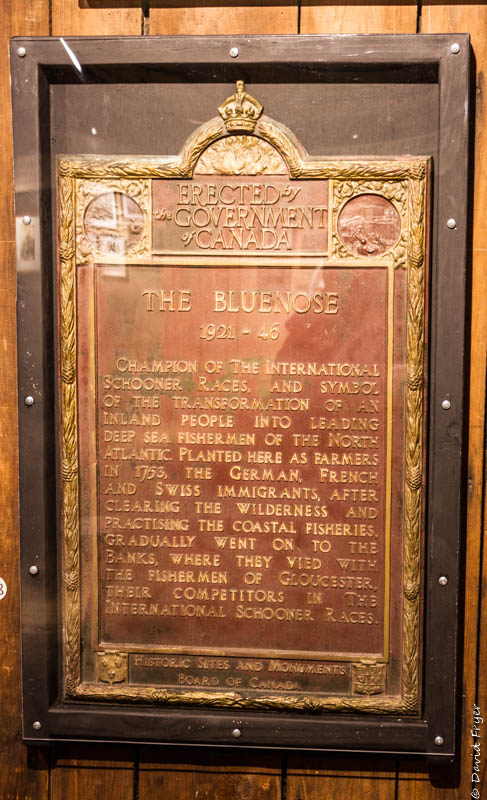 ERECTED by
the GOVERNMENT
of CANADA
THE BLUENOSE
1921 - 46
CHAMPION OF THE INTERNATIONAL
SCHOONER RACES, AND SYMBOL
OF THE TRANSFORMATION OF AN
INLAND PEOPLE INTO LEADING
DEEP SEA FISHERMEN OF THE NORTH
ATLANTIC. PLANTED HERE AS FARMERS
IN 1753, THE GERMAN, FRENCH
AND SWISS IMMIGRANTS, AFTER
CLEARING THE WILDERNESS AND
PRACTISING THE COASTAL FISHERIES,
GRADUALLY WENT ON TO THE
BANKS, WHERE THEY VIED WITH
THE FISHERMEN OF GLOUCESTER,
THEIR COMPETITORS IN THE
INTERNATIONAL SCHOONER RACES.
HISTORIC SITES AND MONUMENTS
BOARD OF CANADA
© David Fryer